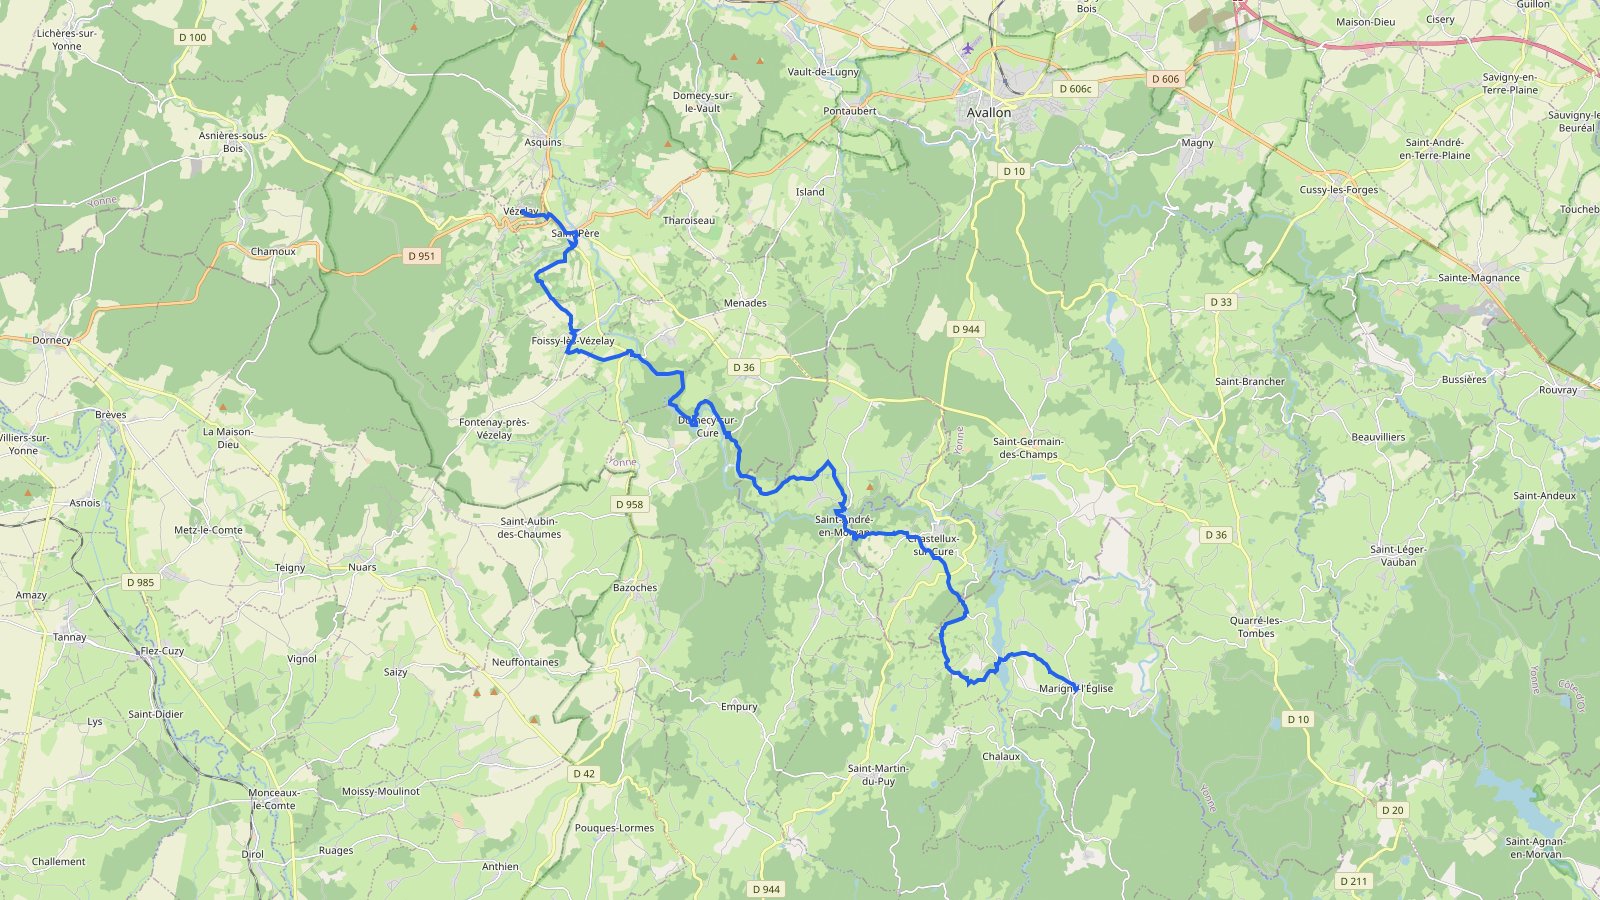 Lichères-sur-
Yonne
D 100
Bois
Maison-Dieu
Cisery
Guillon
Vault-de-Lugny
D 606
D 606c
Savigny-en-
Terre-Plaine
Domecy-sur-
le-Vault
Pontaubert
Avallon
Sauvigny-le-
Beuréal
Asnières-sous-
Bois
Asquins
Magny
Saint-André-
en-Terre-Plaine
D 10
Island
Cussy-les-Forges
Yonne
Vézelay
Tharoiseau
Toucheb
Saint-Père
Chamoux
D 951
Sainte-Magnance
Menades
D 33
D 944
Dornecy
Foissy-lès-Vézelay
D 36
Saint-Brancher
Bussières
Rouvray
Brèves
Fontenay-près-
Vézelay
Domecy-sur-
Cure
La Maison-
Dieu
Villiers-sur-
Yonne
Beauvilliers
Saint-Germain-
des-Champs
Yonne
Yonne
Asnois
D 958
Saint-Andeux
Metz-le-Comte
Saint-Aubin-
des-Chaumes
Saint-André-
en-Morvan
D 36
Chastellux-
sur-Cure
Saint-Léger-
Vauban
Teigny
Nuars
D 985
Bazoches
Amazy
Tannay
Quarré-les-
Tombes
Flez-Cuzy
Vignol
Neuffontaines
Saizy
Yonne
Côte-d'Or
Marigny-l'Église
Empury
Lys
Saint-Didier
D 10
Chalaux
D 42
Saint-Martin-
du-Puy
Moissy-Moulinot
Monceaux-
le-Comte
Yonne
D 20
Pouques-Lormes
Saint-Agnan-
en-Morvan
Challement
Dirol
Ruages
Anthien
D 944
D 211